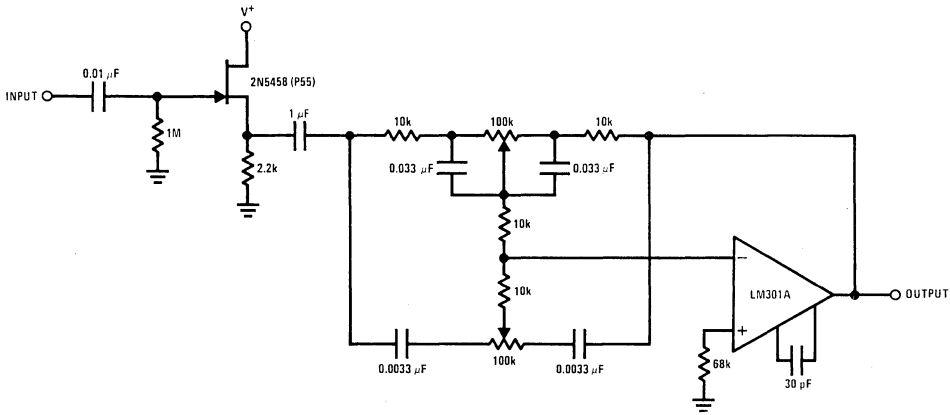 V⁺
0.01 µF
2N5458 (P55)
INPUT
1 µF
10k
100k
10k
1M
0.033 µF
0.033 µF
2.2k
10k
−
10k
LM301A
OUTPUT
+
0.0033 µF
100k
0.0033 µF
68k
30 pF